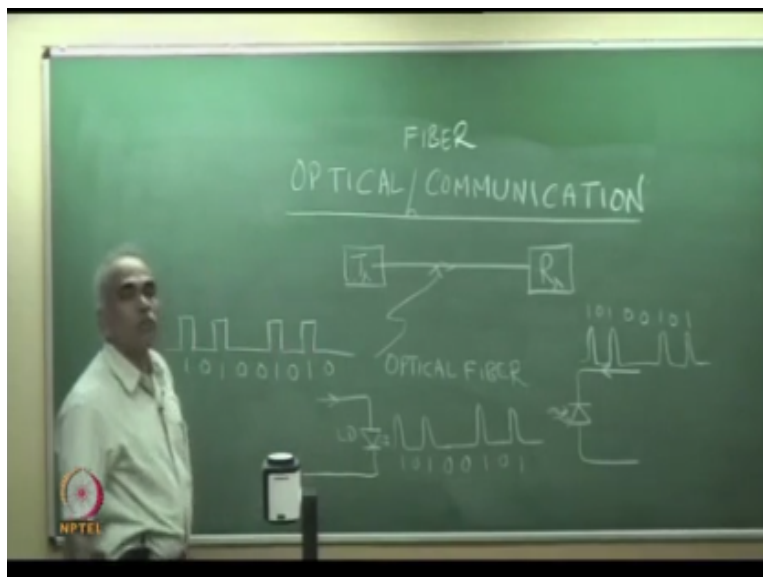 FIBER
OPTICAL/COMMUNICATION
Tx
Rx
1 0 1 0 0 1 0 1
1 0 1 0 0 1 0 1 0
OPTICAL FIBER
LD
1 0 1 0 0 1 0 1
NPTEL